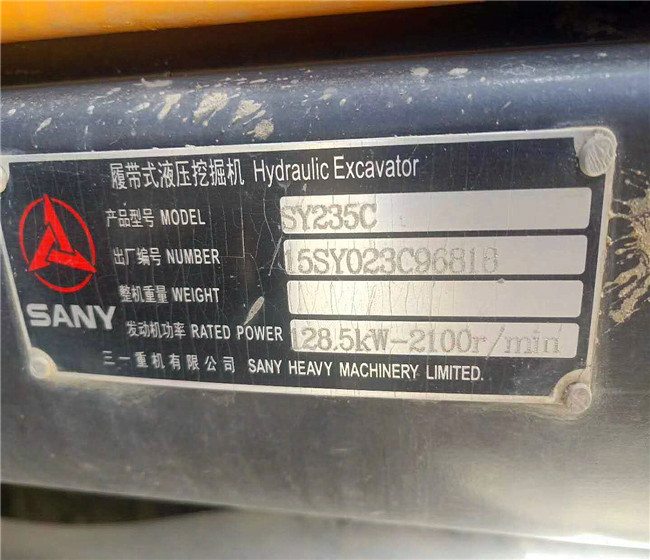 履带式液压挖掘机 Hydraulic Excavator
产品型号 MODEL SY235C
出厂编号 NUMBER 15SY023C96818
整机重量 WEIGHT
发动机功率 RATED POWER 128.5kW-2100r/min
SANY
三一重机有限公司 SANY HEAVY MACHINERY LIMITED.